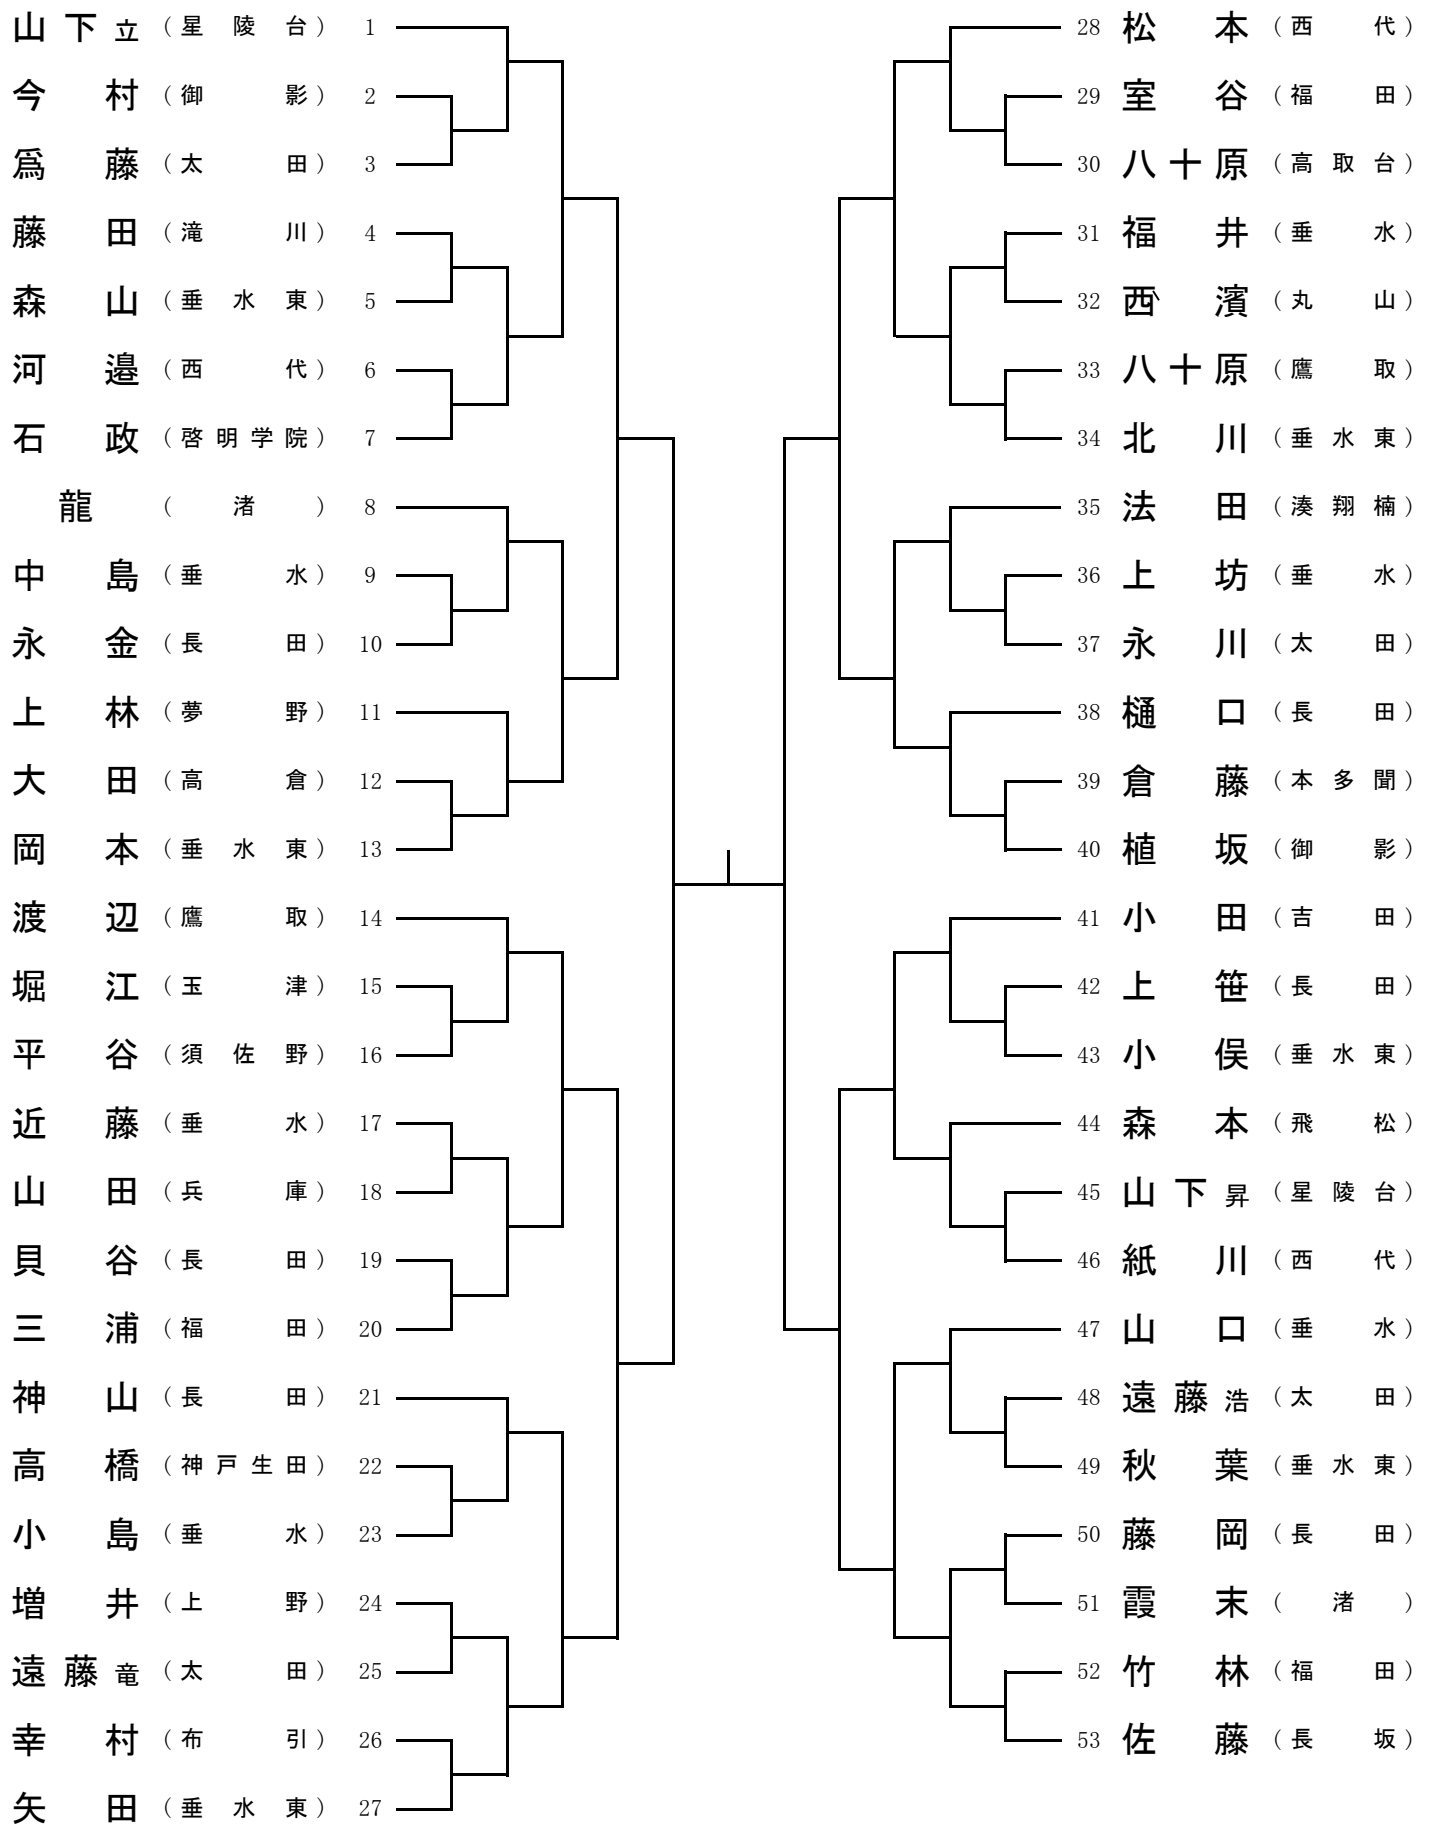 山下立 （星陵台） 1
今村 （御影） 2
爲藤 （太田） 3
藤田 （滝川） 4
森山 （垂水東） 5
河邉 （西代） 6
石政 （啓明学院） 7
龍 （渚） 8
中島 （垂水） 9
永金 （長田） 10
上林 （夢野） 11
大田 （高倉） 12
岡本 （垂水東） 13
渡辺 （鷹取） 14
堀江 （玉津） 15
平谷 （須佐野） 16
近藤 （垂水） 17
山田 （兵庫） 18
貝谷 （長田） 19
三浦 （福田） 20
神山 （長田） 21
高橋 （神戸生田） 22
小島 （垂水） 23
増井 （上野） 24
遠藤竜 （太田） 25
幸村 （布引） 26
矢田 （垂水東） 27
28 松本 （西代）
29 室谷 （福田）
30 八十原 （高取台）
31 福井 （垂水）
32 西濱 （丸山）
33 八十原 （鷹取）
34 北川 （垂水東）
35 法田 （湊翔楠）
36 上坊 （垂水）
37 永川 （太田）
38 樋口 （長田）
39 倉藤 （本多聞）
40 植坂 （御影）
41 小田 （吉田）
42 上笹 （長田）
43 小俣 （垂水東）
44 森本 （飛松）
45 山下昇 （星陵台）
46 紙川 （西代）
47 山口 （垂水）
48 遠藤浩 （太田）
49 秋葉 （垂水東）
50 藤岡 （長田）
51 霞末 （渚）
52 竹林 （福田）
53 佐藤 （長坂）